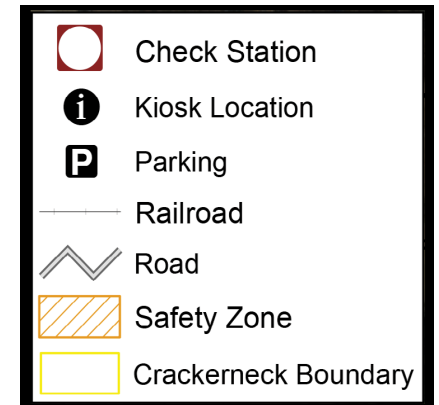 Check Station
i Kiosk Location
P Parking
Railroad
Road
Safety Zone
Crackerneck Boundary